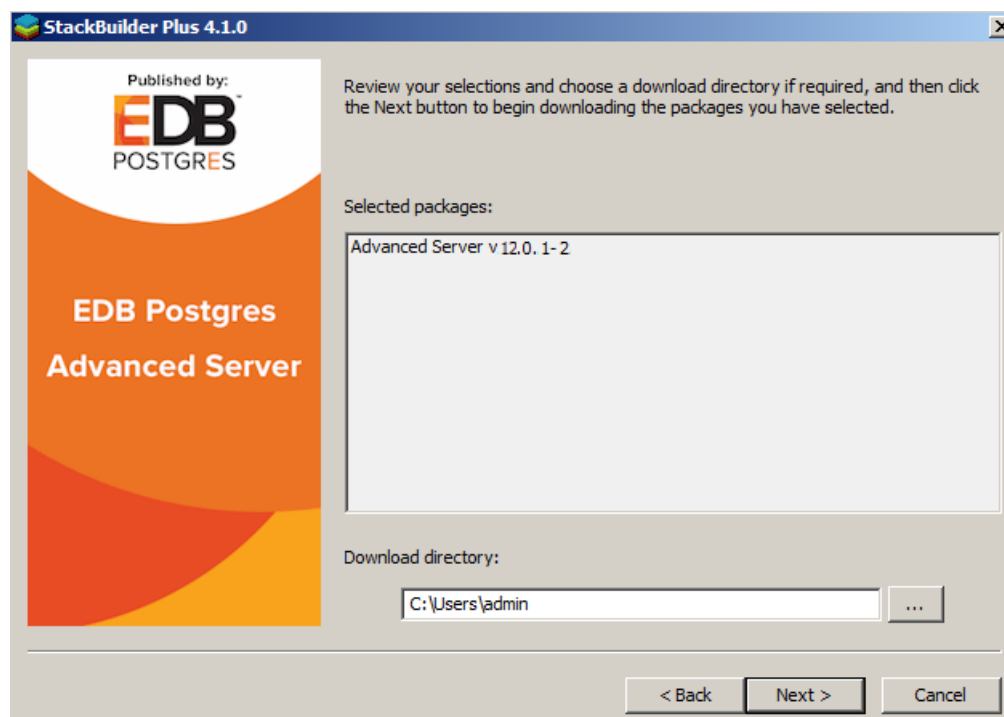 StackBuilder Plus 4.1.0
Published by:
EDB™
POSTGRES
EDB Postgres
Advanced Server
Review your selections and choose a download directory if required, and then click
the Next button to begin downloading the packages you have selected.
Selected packages:
Advanced Server v 12.0. 1- 2
Download directory:
C:\Users\admin
...
< Back
Next >
Cancel